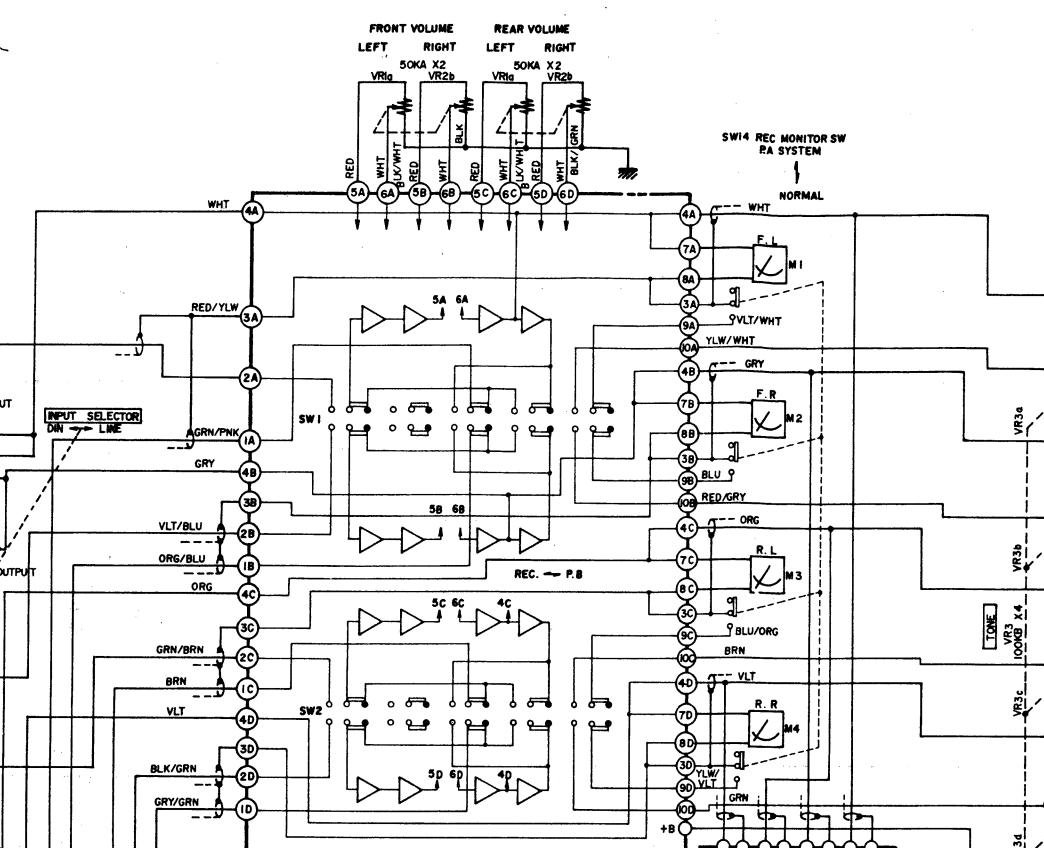 FRONT VOLUME REAR VOLUME
LEFT RIGHT LEFT RIGHT
50KA X2 50KA X2
VR1a VR2b VR1a VR2b
RED WHT BLK/WHT RED WHT BLK RED WHT BLK/WHT RED WHT BLK/GRN
5A 6A 5B 6B 5C 6C 5D 6D
SW14 REC MONITOR SW
P.A SYSTEM
NORMAL
WHT 4A
RED/YLW 3A
2A
UT
INPUT SELECTOR
DIN LINE
GRN/PNK 1A
GRY 4B
3B
VLT/BLU 2B
ORG/BLU 1B
OUTPUT
ORG 4C
3C
GRN/BRN 2C
BRN 1C
VLT 4D
3D
BLK/GRN 2D
GRY/GRN 1D
5A 6A
SW1
5B 6B
REC. P.B
5C 6C 4C
SW2
5D 6D 4D
4A WHT
7A F.L
M1
8A
3A
9A VLT/WHT
10A YLW/WHT
4B GRY
7B F.R
M2
8B
3B
9B BLU
10B RED/GRY
4C ORG
7C R.L
M3
8C
3C
9C BLU/ORG
10C BRN
4D VLT
7D R.R
M4
8D
3D
9D YLW/VLT
10D GRN
+B
VR3a
VR3b
TONE
VR3
100KB X4
VR3c
3d